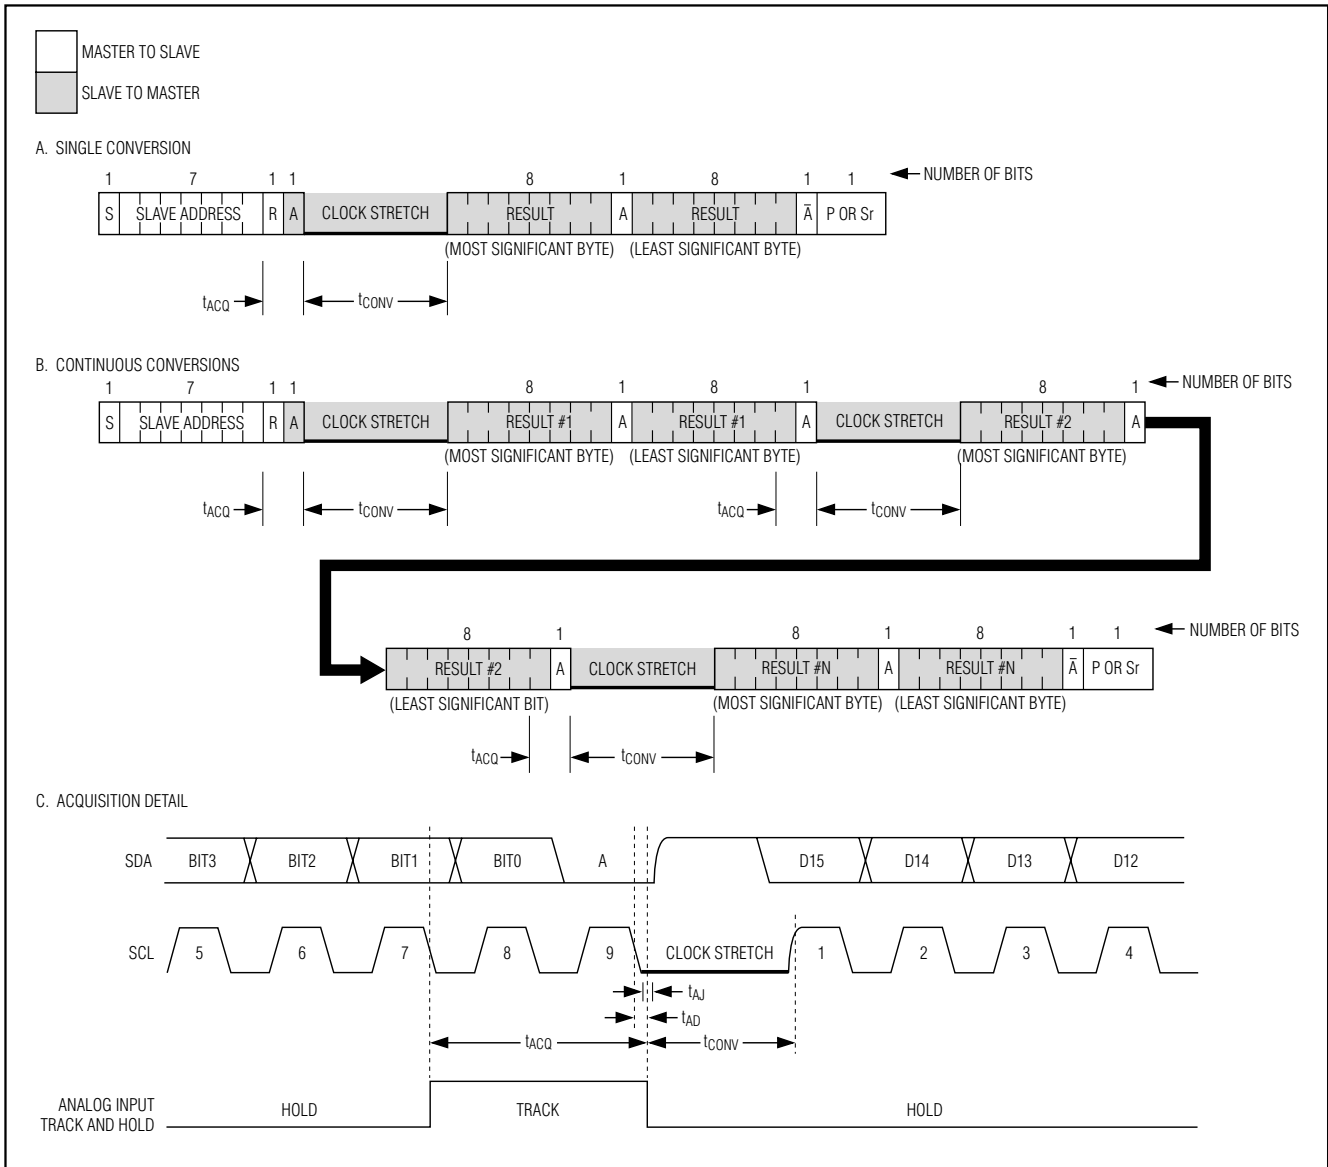 MASTER TO SLAVE
SLAVE TO MASTER
A. SINGLE CONVERSION
1 7 1 1 8 1 8 1 1 NUMBER OF BITS
S SLAVE ADDRESS R A CLOCK STRETCH RESULT A RESULT A̅ P OR Sr
(MOST SIGNIFICANT BYTE) (LEAST SIGNIFICANT BYTE)
tACQ tCONV
B. CONTINUOUS CONVERSIONS
1 7 1 1 8 1 8 1 8 1 NUMBER OF BITS
S SLAVE ADDRESS R A CLOCK STRETCH RESULT #1 A RESULT #1 A CLOCK STRETCH RESULT #2 A
(MOST SIGNIFICANT BYTE) (LEAST SIGNIFICANT BYTE) (MOST SIGNIFICANT BYTE)
tACQ tCONV tACQ tCONV
8 1 8 1 8 1 1 NUMBER OF BITS
RESULT #2 A CLOCK STRETCH RESULT #N A RESULT #N A̅ P OR Sr
(LEAST SIGNIFICANT BIT) (MOST SIGNIFICANT BYTE) (LEAST SIGNIFICANT BYTE)
tACQ tCONV
C. ACQUISITION DETAIL
SDA BIT3 BIT2 BIT1 BIT0 A D15 D14 D13 D12
SCL 5 6 7 8 9 CLOCK STRETCH 1 2 3 4
tAJ
tAD
tACQ tCONV
ANALOG INPUT
TRACK AND HOLD
HOLD TRACK HOLD